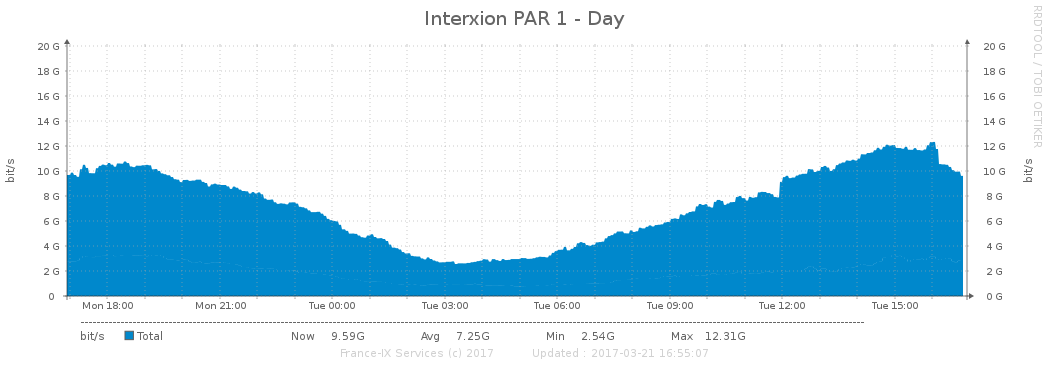 Interxion PAR 1 - Day
RRDTOOL / TOBI OETIKER
20 G 20 G
18 G 18 G
16 G 16 G
14 G 14 G
12 G 12 G
10 G 10 G
8 G 8 G
6 G 6 G
4 G 4 G
2 G 2 G
0 0 G
bit/s
bit/s
Mon 18:00 Mon 21:00 Tue 00:00 Tue 03:00 Tue 06:00 Tue 09:00 Tue 12:00 Tue 15:00
bit/s Total Now 9.59G Avg 7.25G Min 2.54G Max 12.31G
France-IX Services (c) 2017 Updated : 2017-03-21 16:55:07